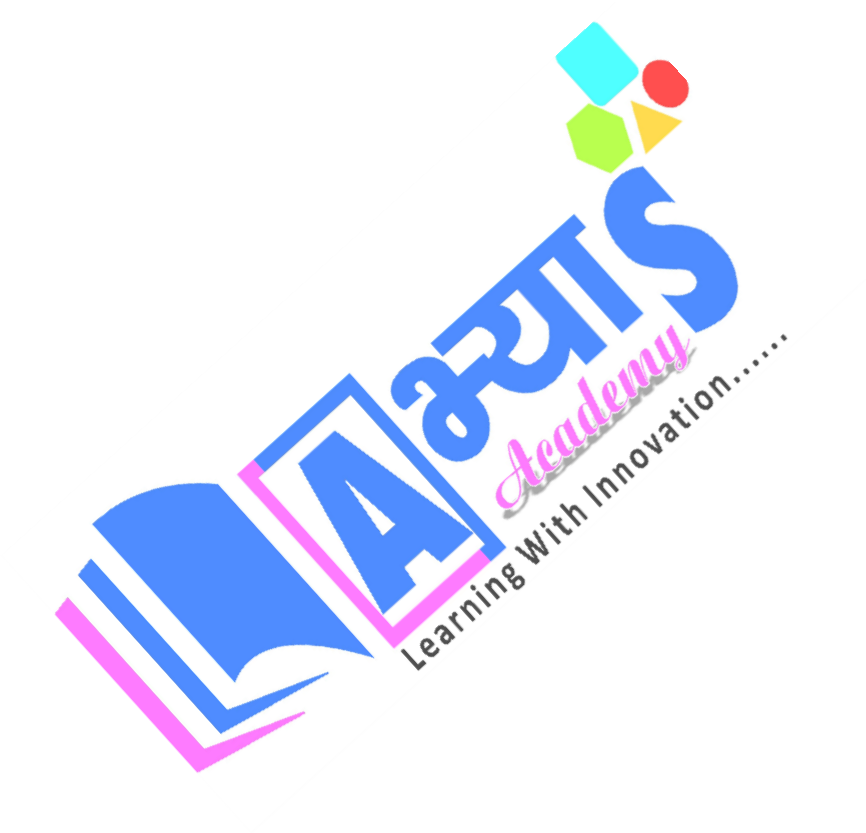 Aभ्याS
Academy
Learning With Innovation......